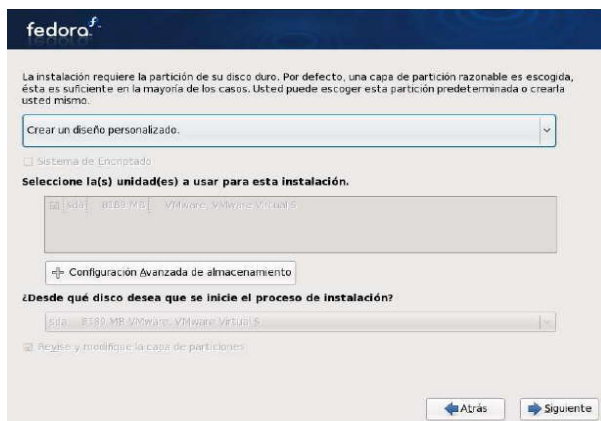 fedora
La instalación requiere la partición de su disco duro. Por defecto, una capa de partición razonable es escogida,
ésta es suficiente en la mayoría de los casos. Usted puede escoger esta partición predeterminada o crearla
usted mismo.
Crear un diseño personalizado.
Sistema de Encriptado
Seleccione la(s) unidad(es) a usar para esta instalación.
sda 8189 MB VMware, VMware Virtual S
Configuración Avanzada de almacenamiento
¿Desde qué disco desea que se inicie el proceso de instalación?
sda 8189 MB VMware, VMware Virtual S
Revise y modifique la capa de particiones
Atrás Siguiente